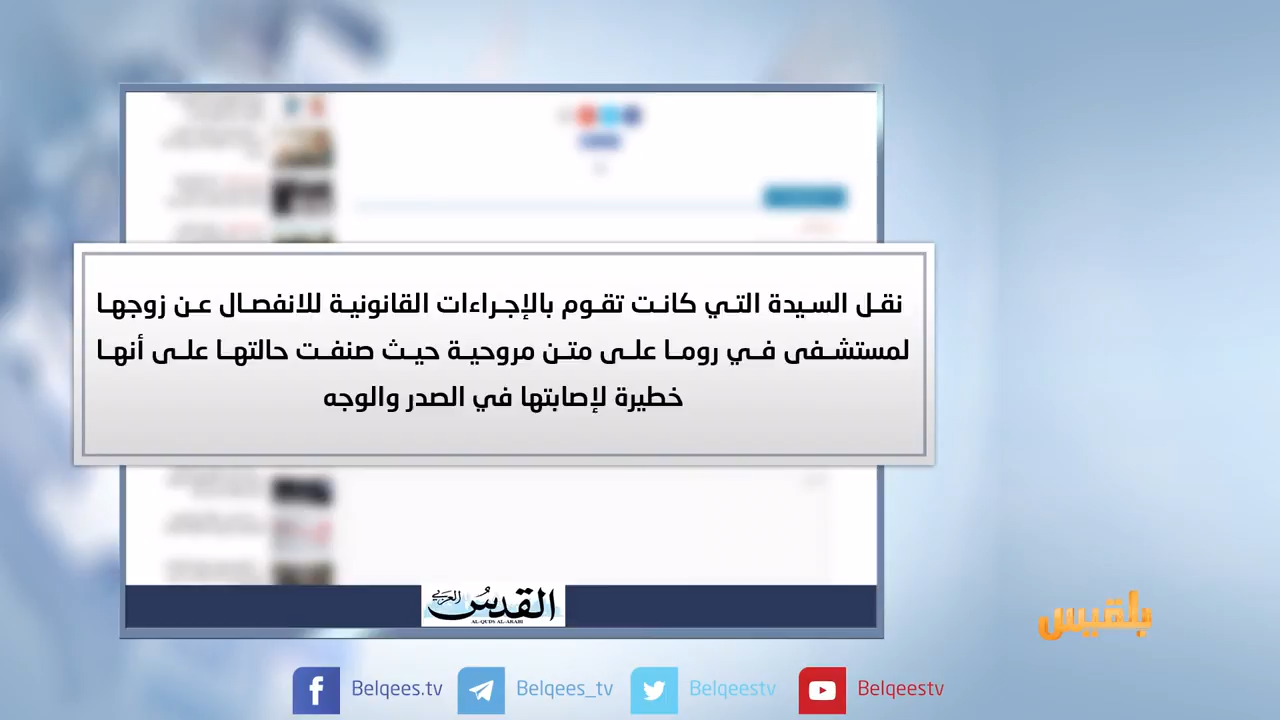 نقل السيدة التي كانت تقوم بالإجراءات القانونية للانفصال عن زوجها
لمستشفى في روما على متن مروحية حيث صنفت حالتها على أنها
خطيرة لإصابتها في الصدر والوجه
القدس العربي
AL-QUDS AL-ARABI
بلقيس
Belqees.tv
Belqees_tv
Belqeestv
Belqeestv